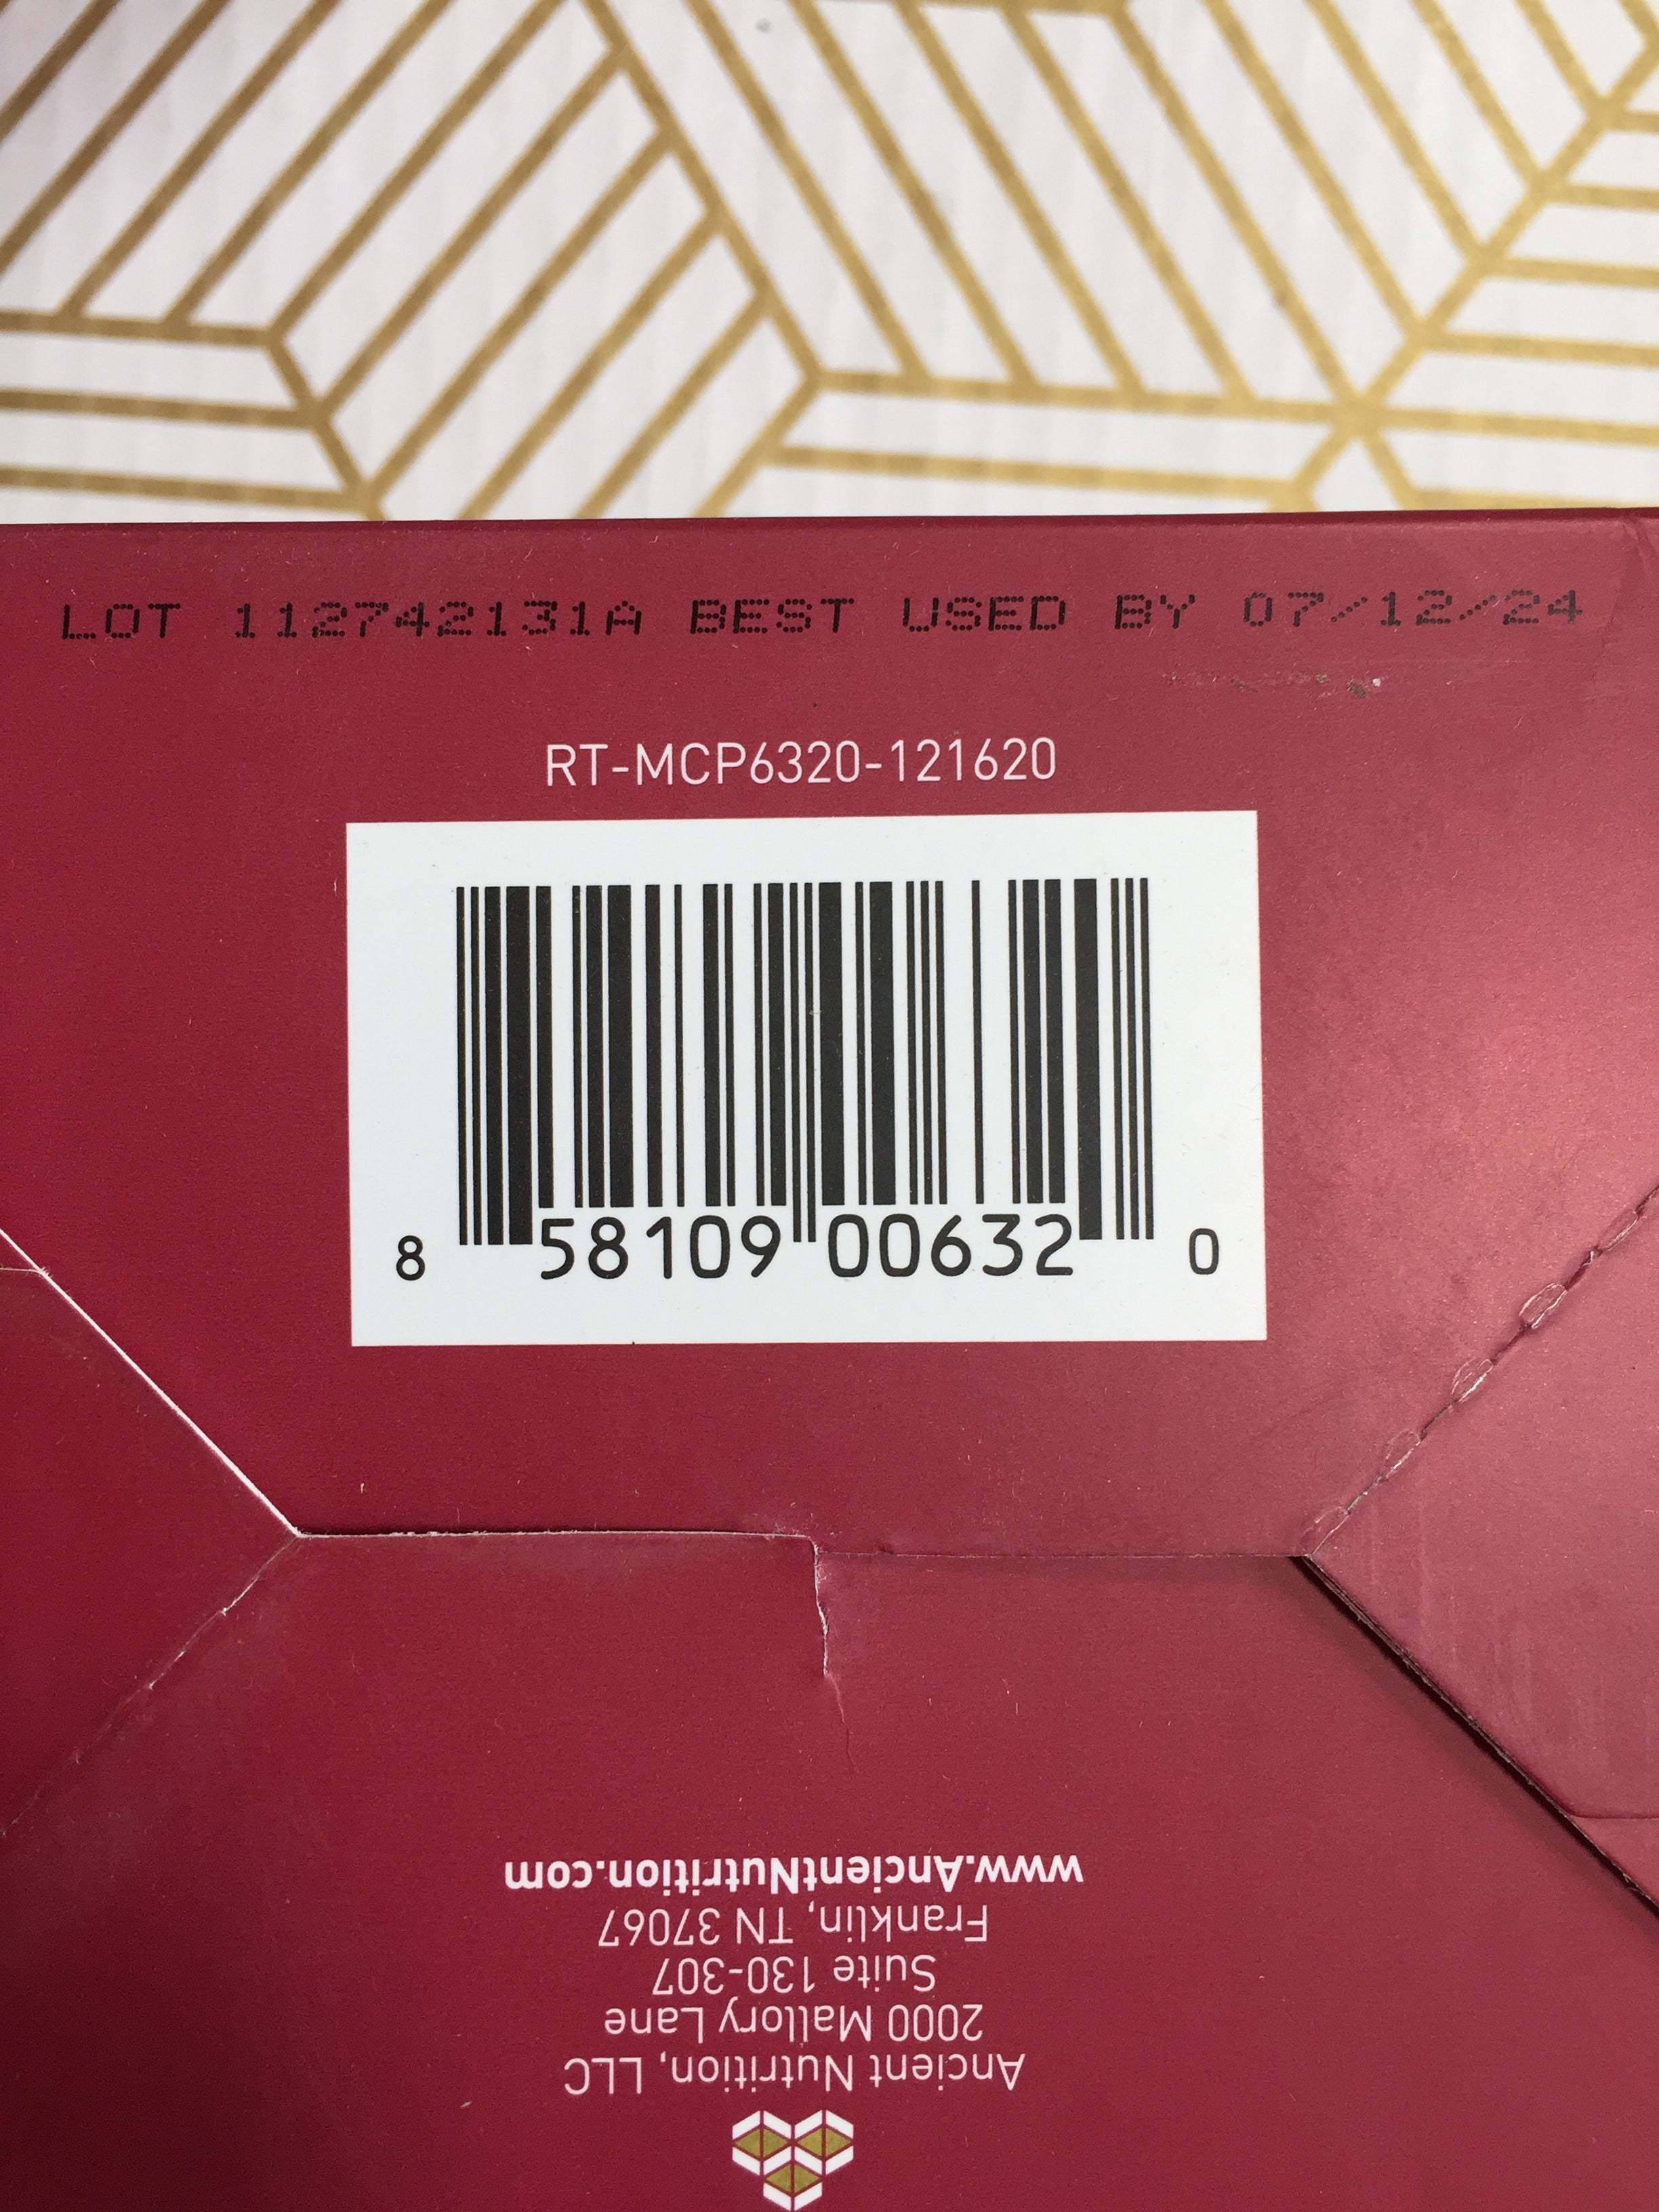 LOT 112742131A BEST USED BY 07/12/24
RT-MCP6320-121620
8 58109 00632 0
Ancient Nutrition, LLC
2000 Mallory Lane
Suite 130-307
Franklin, TN 37067
www.AncientNutrition.com